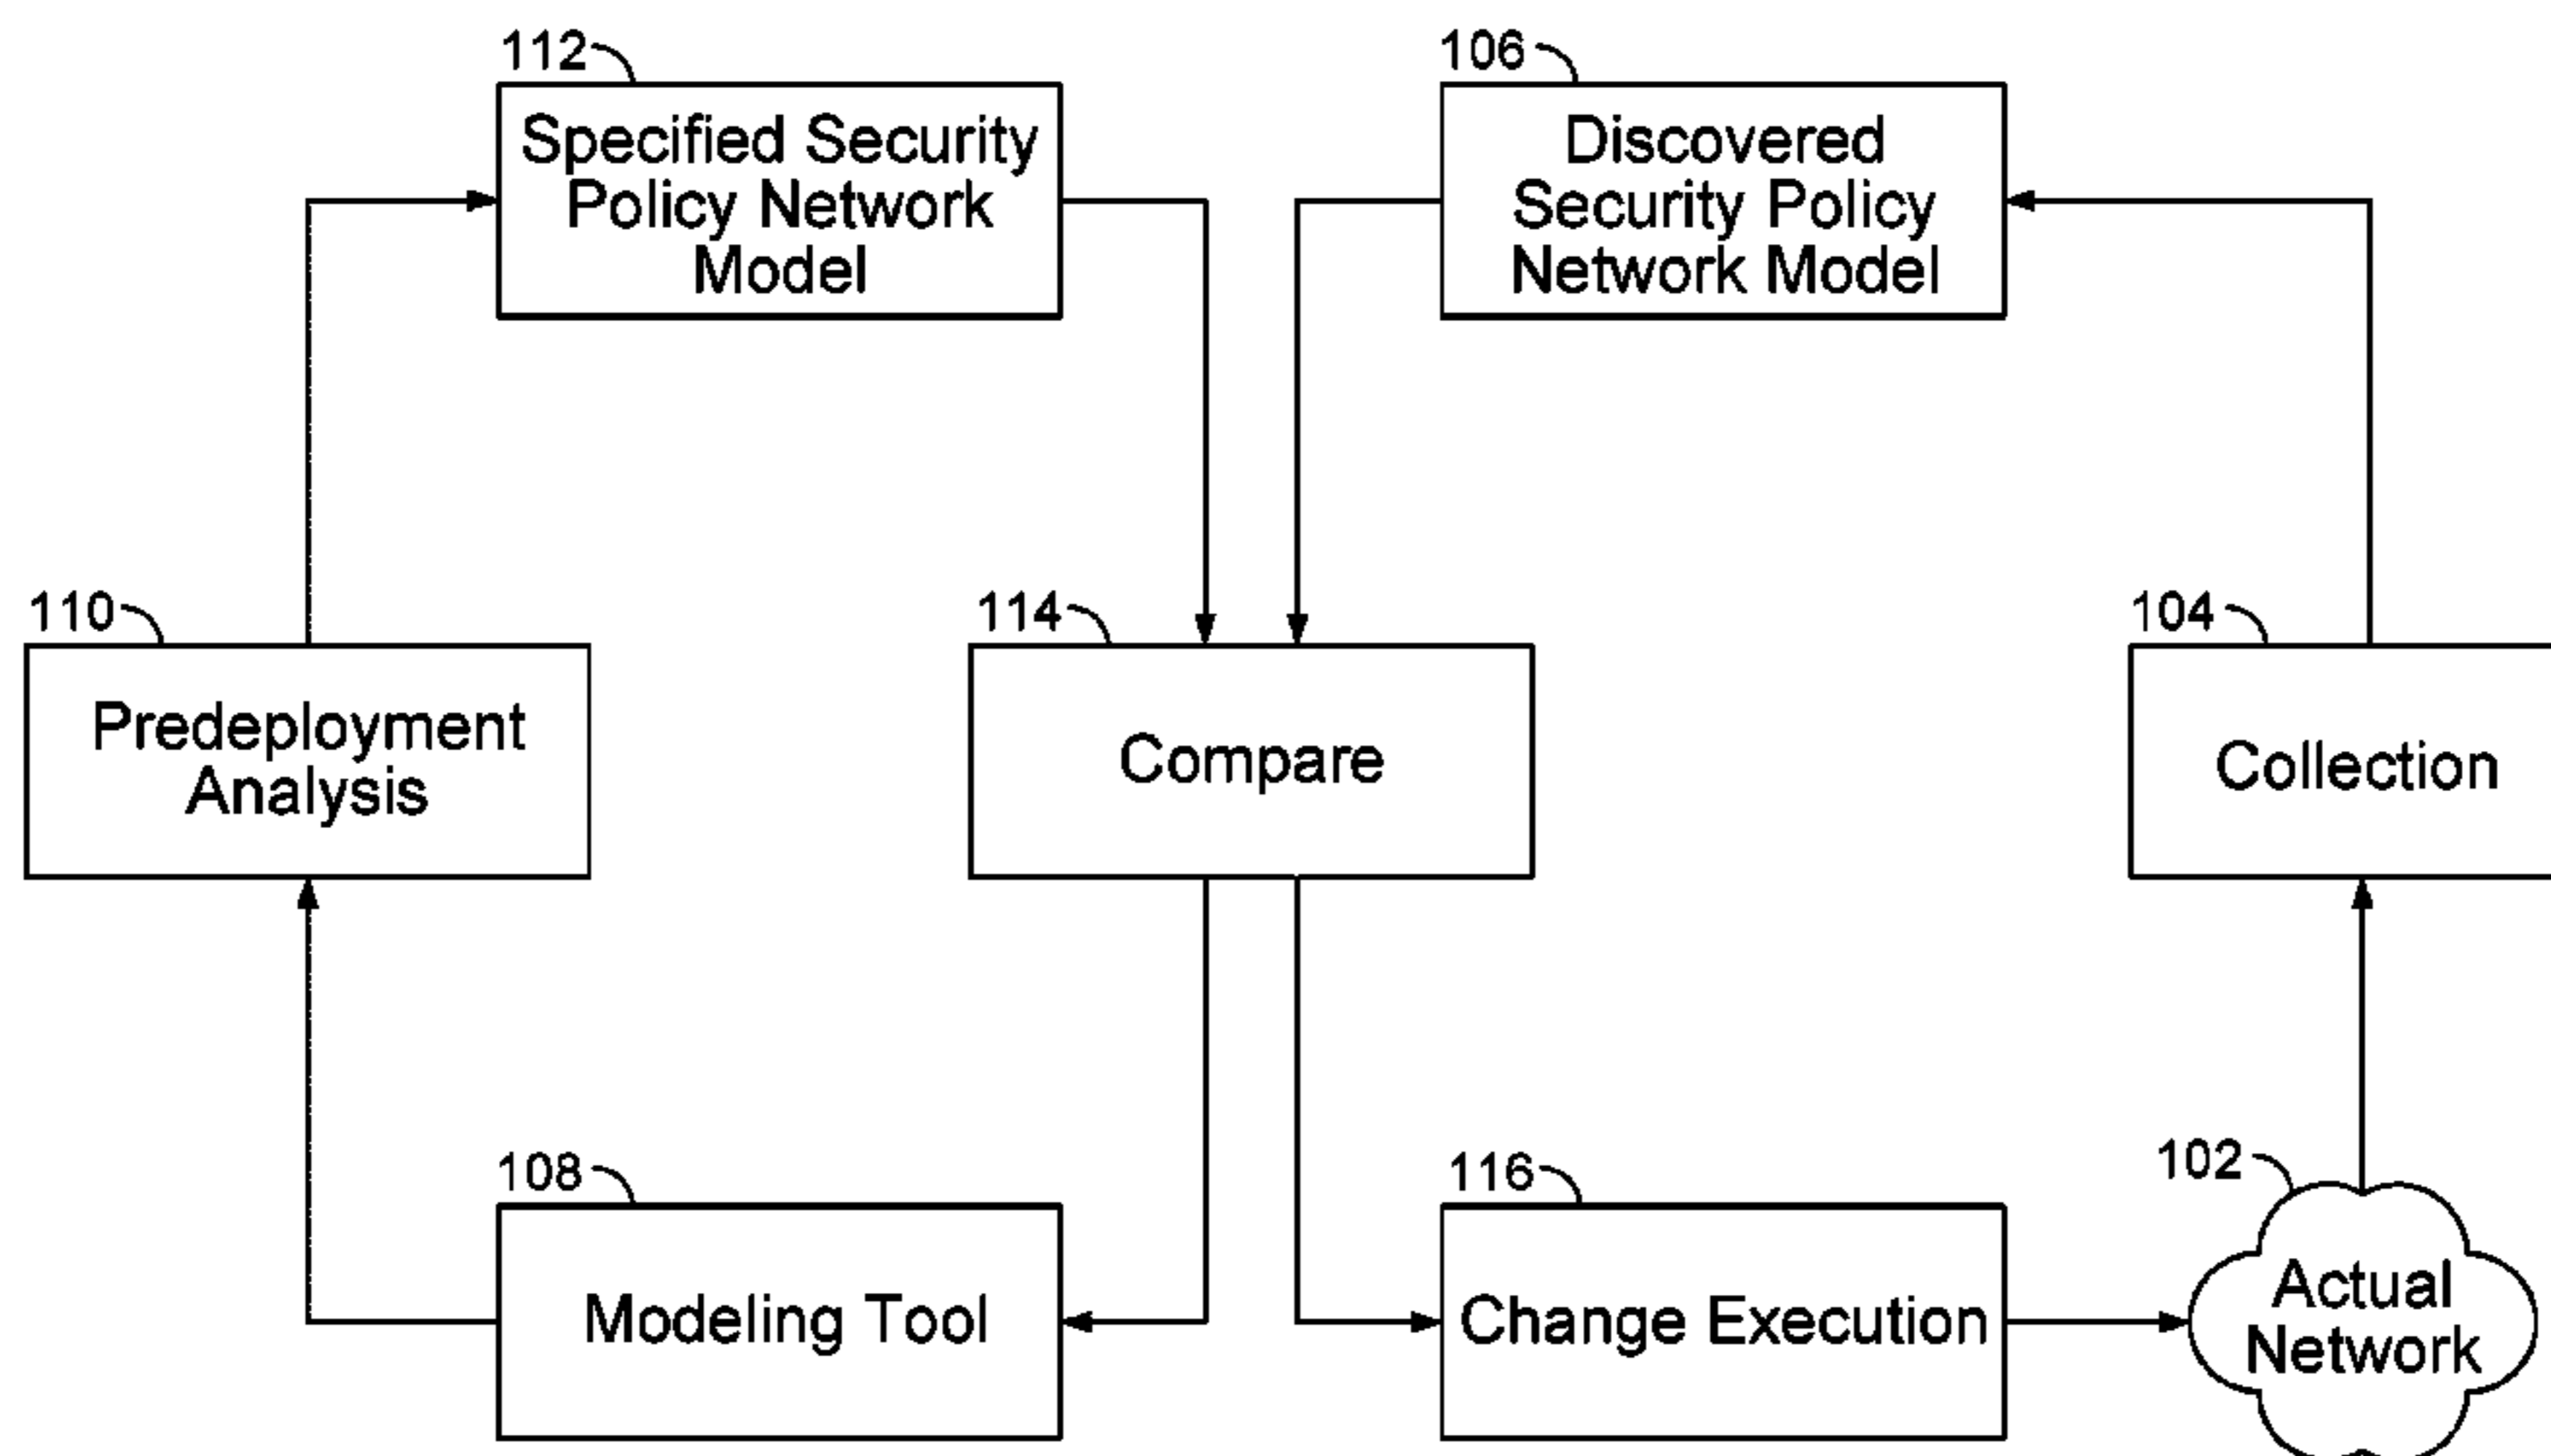 112
Specified Security
Policy Network
Model
106
Discovered
Security Policy
Network Model
110
Predeployment
Analysis
114
Compare
104
Collection
108
Modeling Tool
116
Change Execution
102
Actual
Network